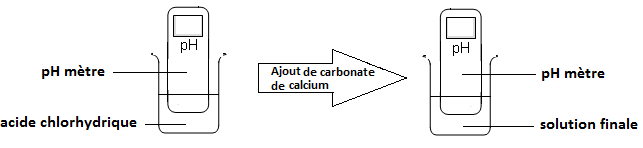 pH
pH mètre
acide chlorhydrique
Ajout de carbonate
de calcium
pH
pH mètre
solution finale